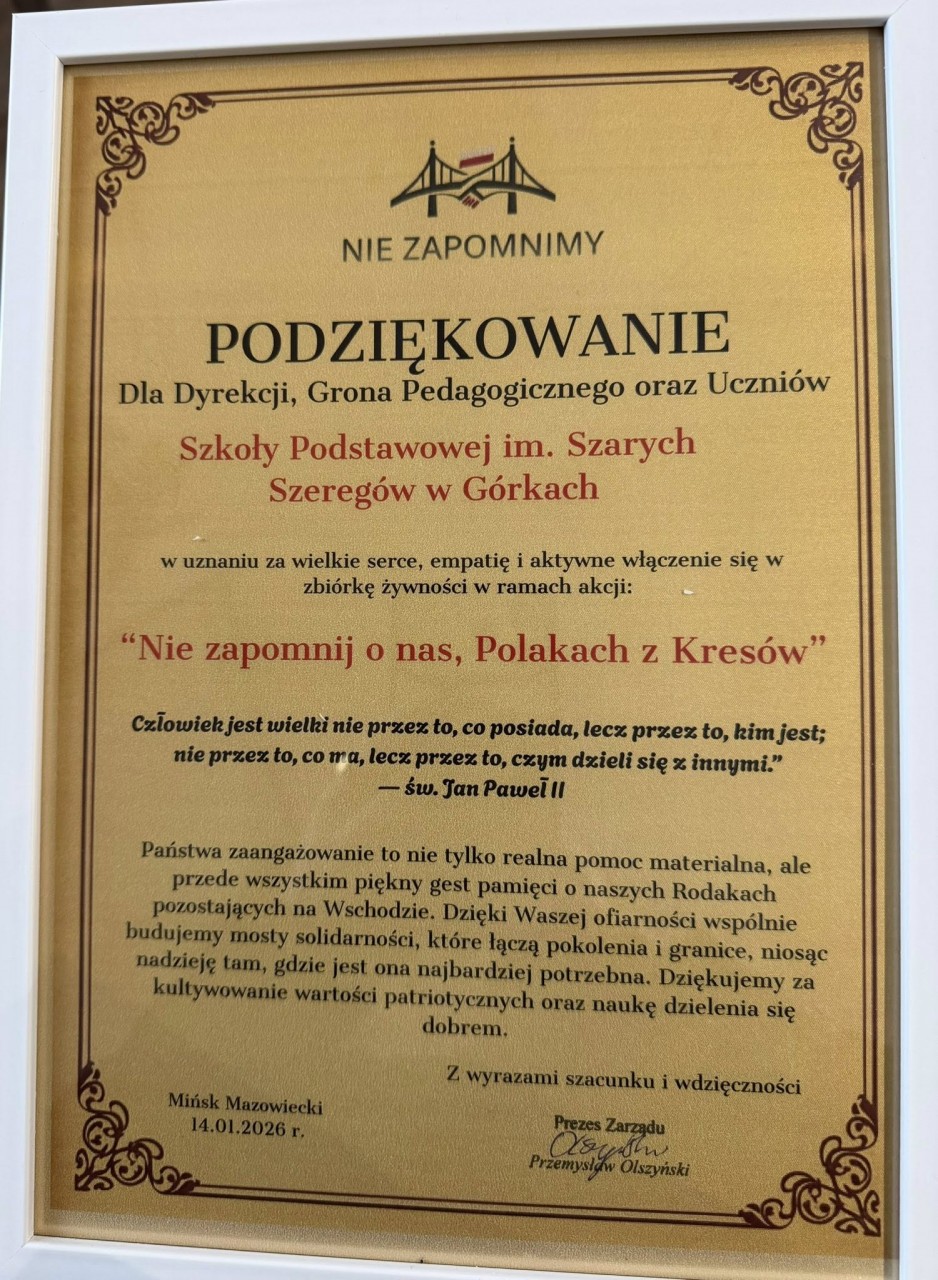 NIE ZAPOMNIMY
PODZIĘKOWANIE
Dla Dyrekcji, Grona Pedagogicznego oraz Uczniów
Szkoły Podstawowej im. Szarych
Szeregów w Górkach
w uznaniu za wielkie serce, empatię i aktywne włączenie się w
zbiórkę żywności w ramach akcji:
“Nie zapomnij o nas, Polakach z Kresów”
Człowiek jest wielki nie przez to, co posiada, lecz przez to, kim jest;
nie przez to, co ma, lecz przez to, czym dzieli się z innymi.”
— św. Jan Paweł II
Państwa zaangażowanie to nie tylko realna pomoc materialna, ale
przede wszystkim piękny gest pamięci o naszych Rodakach
pozostających na Wschodzie. Dzięki Waszej ofiarności wspólnie
budujemy mosty solidarności, które łączą pokolenia i granice, niosąc
nadzieję tam, gdzie jest ona najbardziej potrzebna. Dziękujemy za
kultywowanie wartości patriotycznych oraz naukę dzielenia się
dobrem.
Z wyrazami szacunku i wdzięczności
Mińsk Mazowiecki
14.01.2026 r.
Prezes Zarządu
Przemysław Olszyński